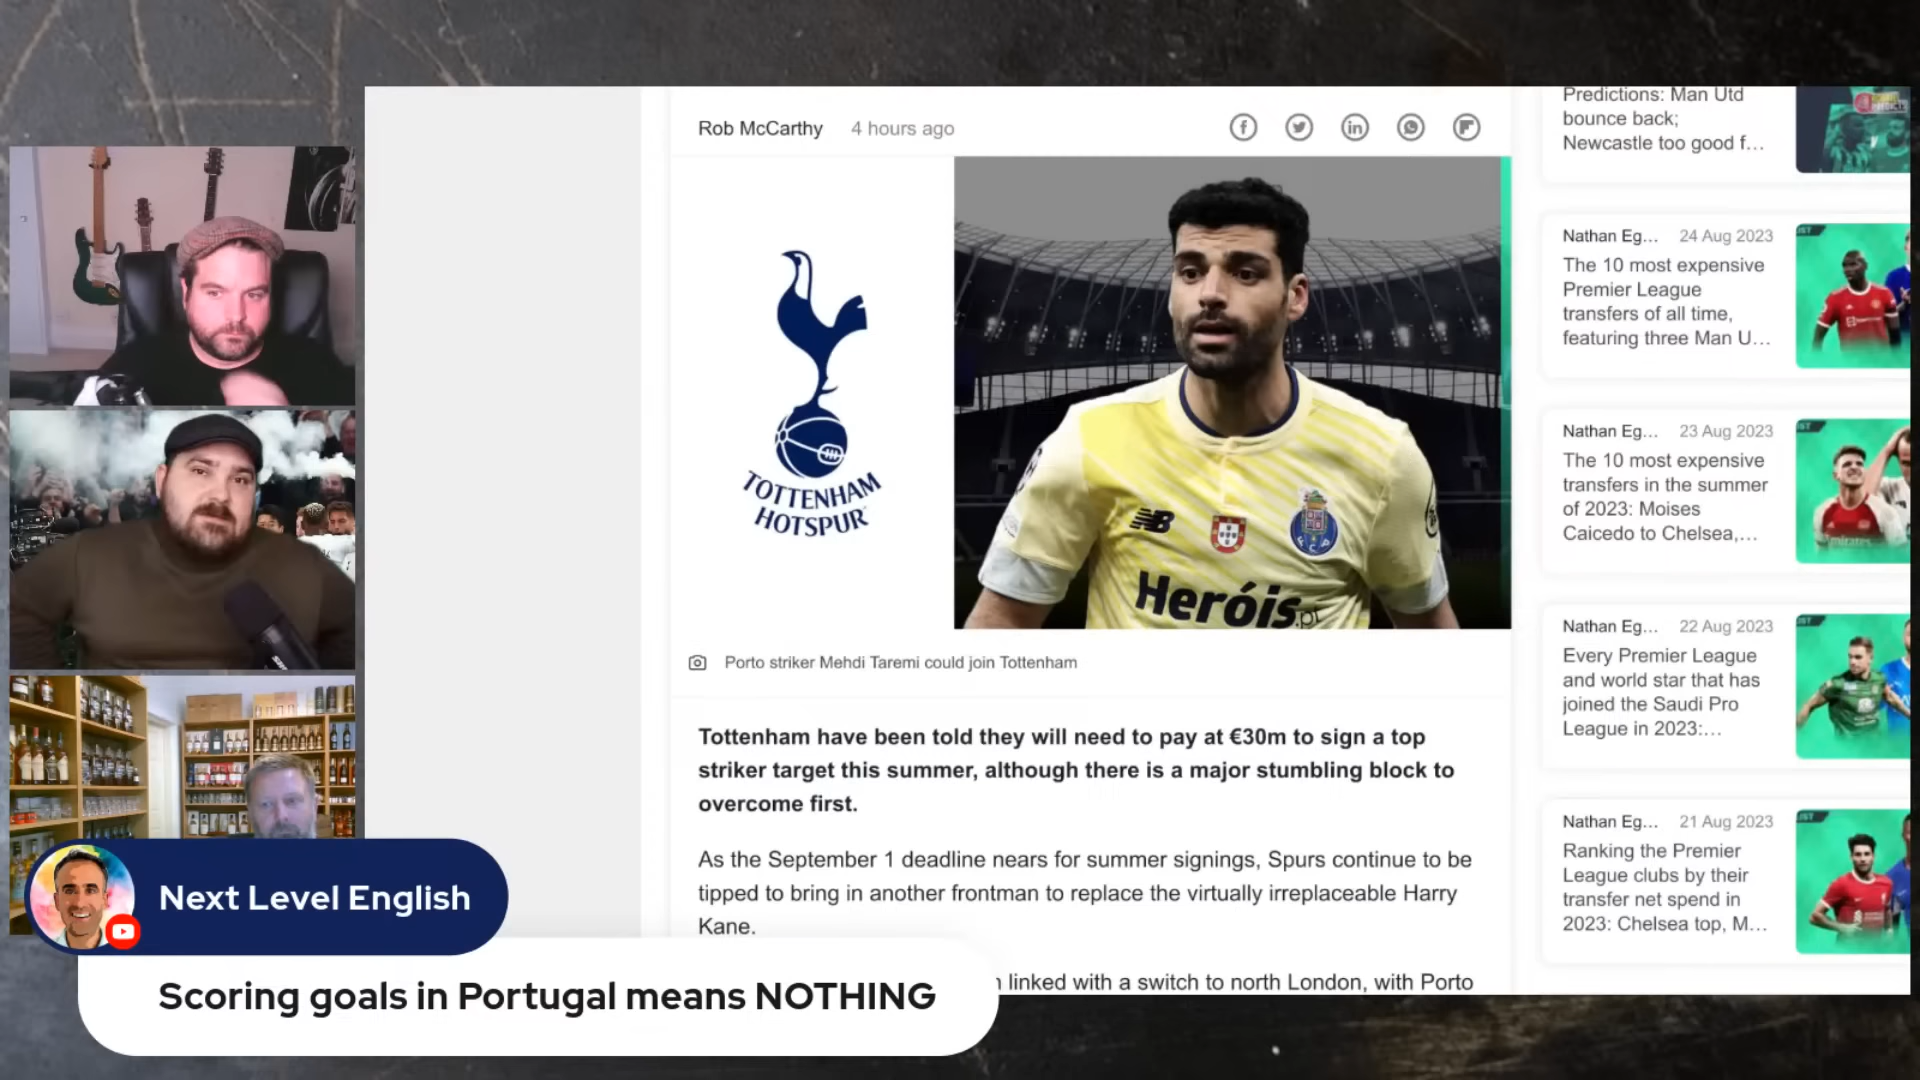 Rob McCarthy 4 hours ago
TOTTENHAM
HOTSPUR
Heróis.pt
Porto striker Mehdi Taremi could join Tottenham
Tottenham have been told they will need to pay at €30m to sign a top
striker target this summer, although there is a major stumbling block to
overcome first.
As the September 1 deadline nears for summer signings, Spurs continue to be
tipped to bring in another frontman to replace the virtually irreplaceable Harry
Kane.
linked with a switch to north London, with Porto
Predictions: Man Utd
bounce back;
Newcastle too good f...
Nathan Eg... 24 Aug 2023
The 10 most expensive
Premier League
transfers of all time,
featuring three Man U...
Nathan Eg... 23 Aug 2023
The 10 most expensive
transfers in the summer
of 2023: Moises
Caicedo to Chelsea,...
Nathan Eg... 22 Aug 2023
Every Premier League
and world star that has
joined the Saudi Pro
League in 2023:...
Nathan Eg... 21 Aug 2023
Ranking the Premier
League clubs by their
transfer net spend in
2023: Chelsea top, M...
Next Level English
Scoring goals in Portugal means NOTHING